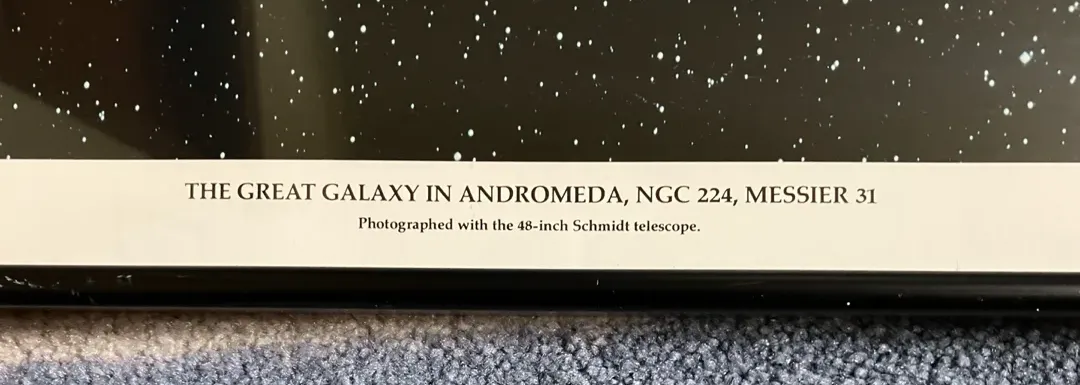 THE GREAT GALAXY IN ANDROMEDA, NGC 224, MESSIER 31
Photographed with the 48-inch Schmidt telescope.